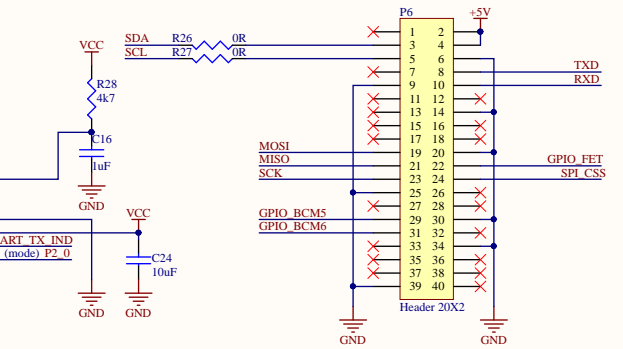 P6
+5V
SDA R26 0R
SCL R27 0R
VCC
R28
4k7
C16
1uF
GND
1 2
3 4
5 6
7 8 TXD
9 10 RXD
11 12
13 14
15 16
17 18
MOSI 19 20
MISO 21 22 GPIO_FET
SCK 23 24 SPI_CSS
25 26
27 28
GPIO_BCM5 29 30
GPIO_BCM6 31 32
33 34
35 36
37 38
39 40
Header 20X2
GND
GND
VCC
ART_TX_IND
(mode) P2_0
C24
10uF
GND
GND